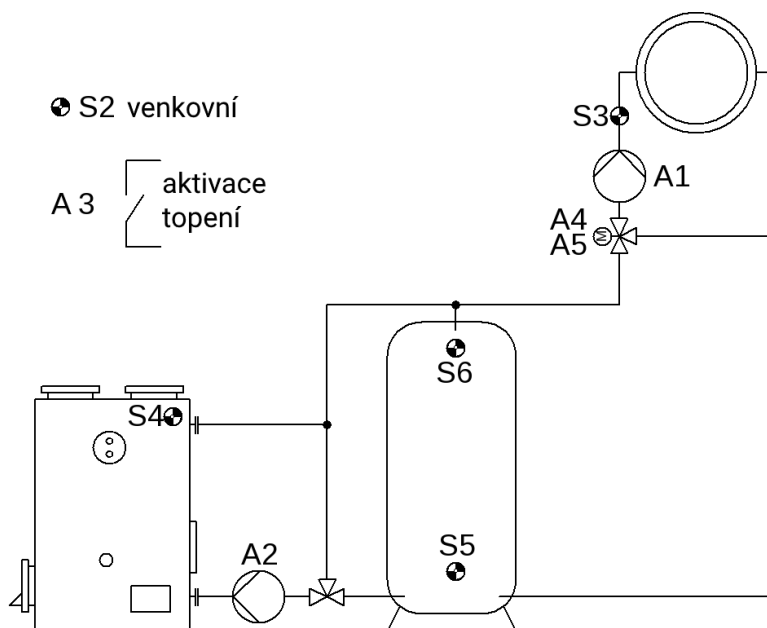 S2 venkovní
A 3
aktivace
topení
S3
A1
A4
A5
M
S6
S4
S5
A2